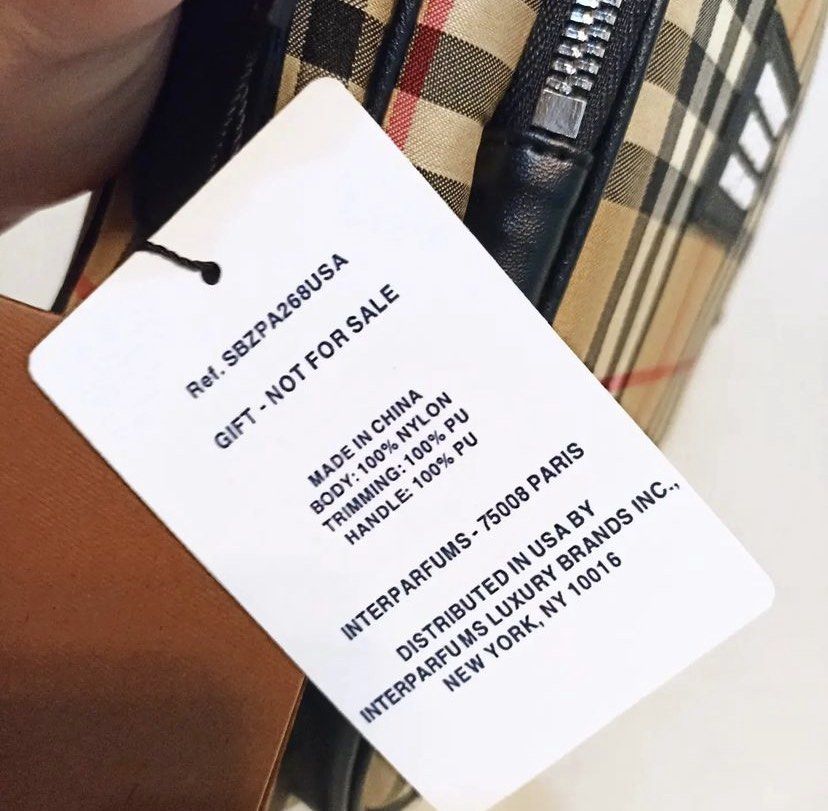 Ref. SBZPA268USA
GIFT - NOT FOR SALE
MADE IN CHINA
BODY: 100% NYLON
TRIMMING: 100% PU
HANDLE: 100% PU
INTERPARFUMS - 75008 PARIS
DISTRIBUTED IN USA BY
INTERPARFUMS LUXURY BRANDS INC.,
NEW YORK, NY 10016